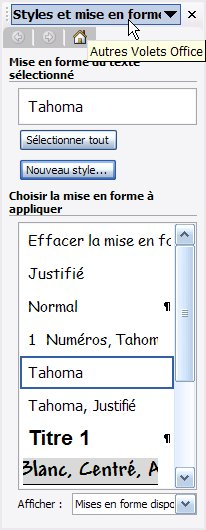 Styles et mise en forme
Autres Volets Office
Mise en forme du texte
sélectionné
Tahoma
Sélectionner tout
Nouveau style...
Choisir la mise en forme à
appliquer
Effacer la mise en fo
Justifié
Normal ¶
1 Numéros, Tahom
Tahoma
Tahoma, Justifié
Titre 1 ¶
Blanc, Centré, A
Afficher : Mises en forme dispo